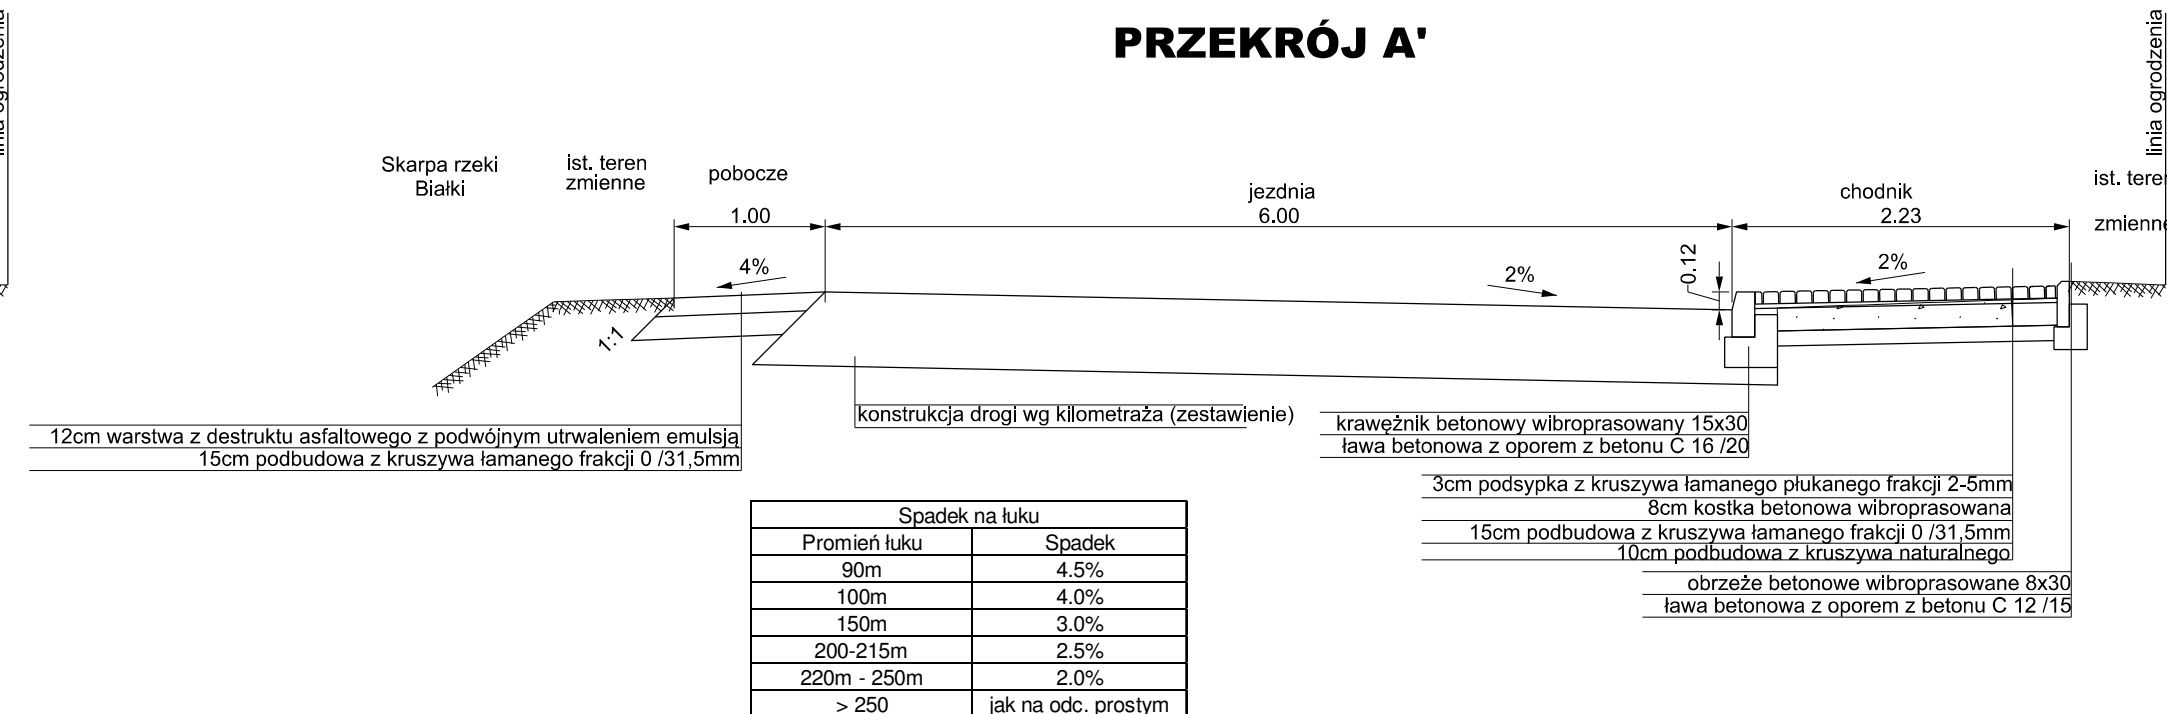 PRZEKRÓJ A'
linia ogrodzenia
linia ogrodzenia
Skarpa rzeki
Białki
ist. teren
zmienne
pobocze
1.00
jezdnia
6.00
chodnik
2.23
ist. teren
zmienne
4%
2%
0.12
2%
1:1
konstrukcja drogi wg kilometraża (zestawienie)
12cm warstwa z destruktu asfaltowego z podwójnym utrwaleniem emulsją
15cm podbudowa z kruszywa łamanego frakcji 0 /31,5mm
krawężnik betonowy wibroprasowany 15x30
ława betonowa z oporem z betonu C 16 /20
3cm podsypka z kruszywa łamanego płukanego frakcji 2-5mm
8cm kostka betonowa wibroprasowana
15cm podbudowa z kruszywa łamanego frakcji 0 /31,5mm
10cm podbudowa z kruszywa naturalnego
obrzeże betonowe wibroprasowane 8x30
ława betonowa z oporem z betonu C 12 /15
Spadek na łuku
Promień łuku Spadek
90m 4.5%
100m 4.0%
150m 3.0%
200-215m 2.5%
220m - 250m 2.0%
> 250 jak na odc. prostym